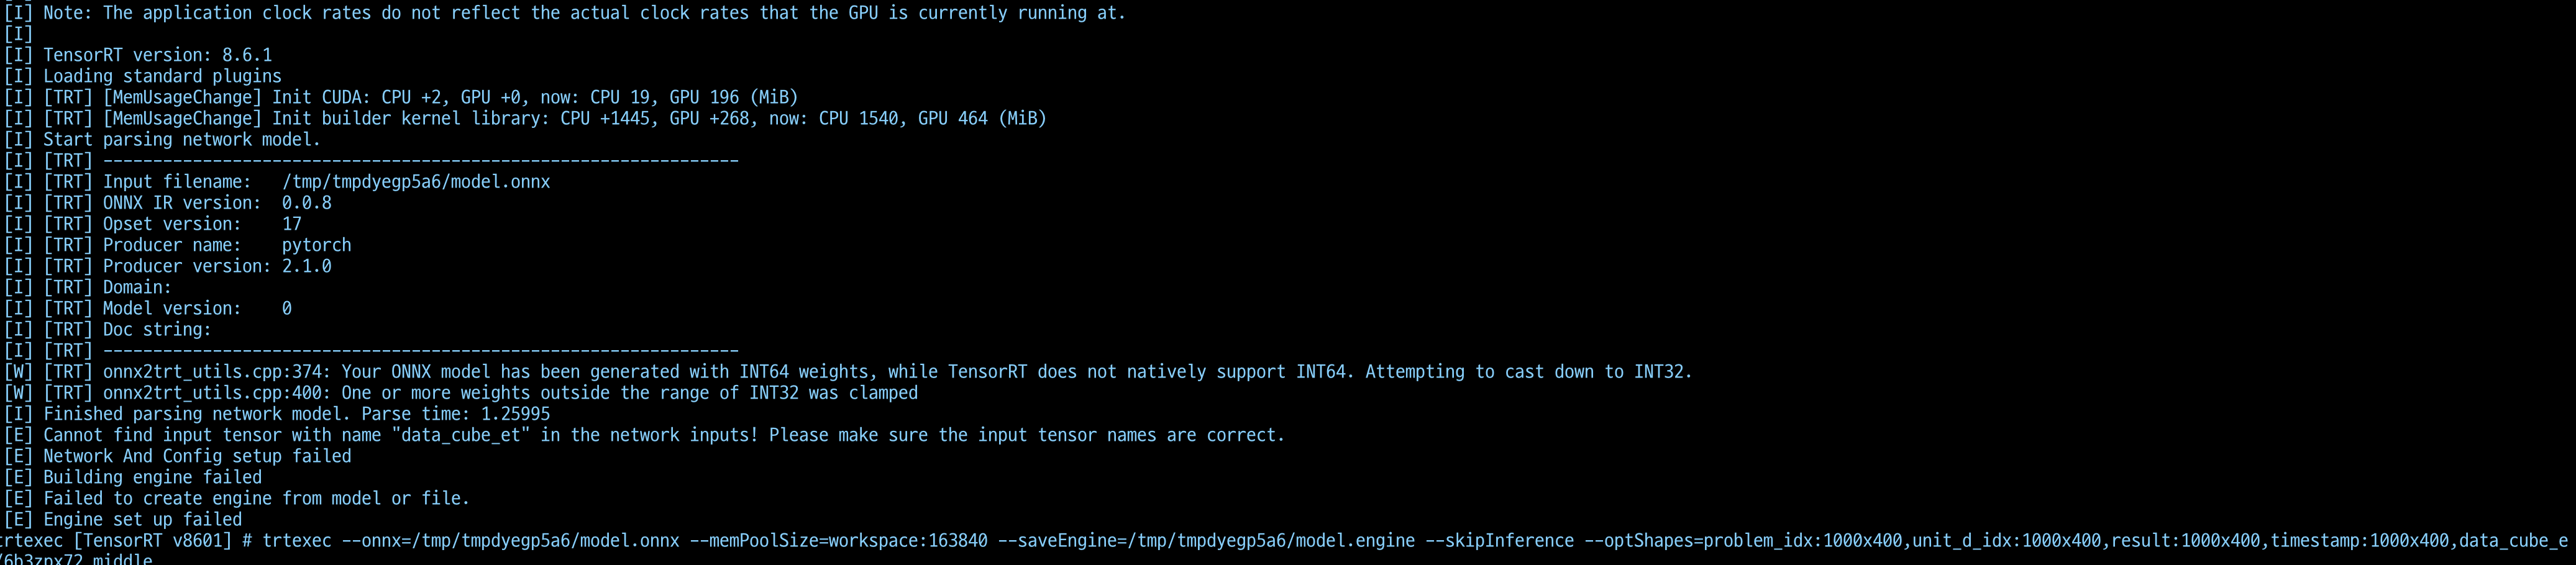 [I] Note: The application clock rates do not reflect the actual clock rates that the GPU is currently running at.
[I]
[I] TensorRT version: 8.6.1
[I] Loading standard plugins
[I] [TRT] [MemUsageChange] Init CUDA: CPU +2, GPU +0, now: CPU 19, GPU 196 (MiB)
[I] [TRT] [MemUsageChange] Init builder kernel library: CPU +1445, GPU +268, now: CPU 1540, GPU 464 (MiB)
[I] Start parsing network model.
[I] [TRT] ----------------------------------------------------------------
[I] [TRT] Input filename:   /tmp/tmpdyegp5a6/model.onnx
[I] [TRT] ONNX IR version:  0.0.8
[I] [TRT] Opset version:    17
[I] [TRT] Producer name:    pytorch
[I] [TRT] Producer version: 2.1.0
[I] [TRT] Domain:
[I] [TRT] Model version:    0
[I] [TRT] Doc string:
[I] [TRT] ----------------------------------------------------------------
[W] [TRT] onnx2trt_utils.cpp:374: Your ONNX model has been generated with INT64 weights, while TensorRT does not natively support INT64. Attempting to cast down to INT32.
[W] [TRT] onnx2trt_utils.cpp:400: One or more weights outside the range of INT32 was clamped
[I] Finished parsing network model. Parse time: 1.25995
[E] Cannot find input tensor with name "data_cube_et" in the network inputs! Please make sure the input tensor names are correct.
[E] Network And Config setup failed
[E] Building engine failed
[E] Failed to create engine from model or file.
[E] Engine set up failed
trtexec [TensorRT v8601] # trtexec --onnx=/tmp/tmpdyegp5a6/model.onnx --memPoolSize=workspace:163840 --saveEngine=/tmp/tmpdyegp5a6/model.engine --skipInference --optShapes=problem_idx:1000x400,unit_d_idx:1000x400,result:1000x400,timestamp:1000x400,data_cube_e
/6b3zpx72.middle